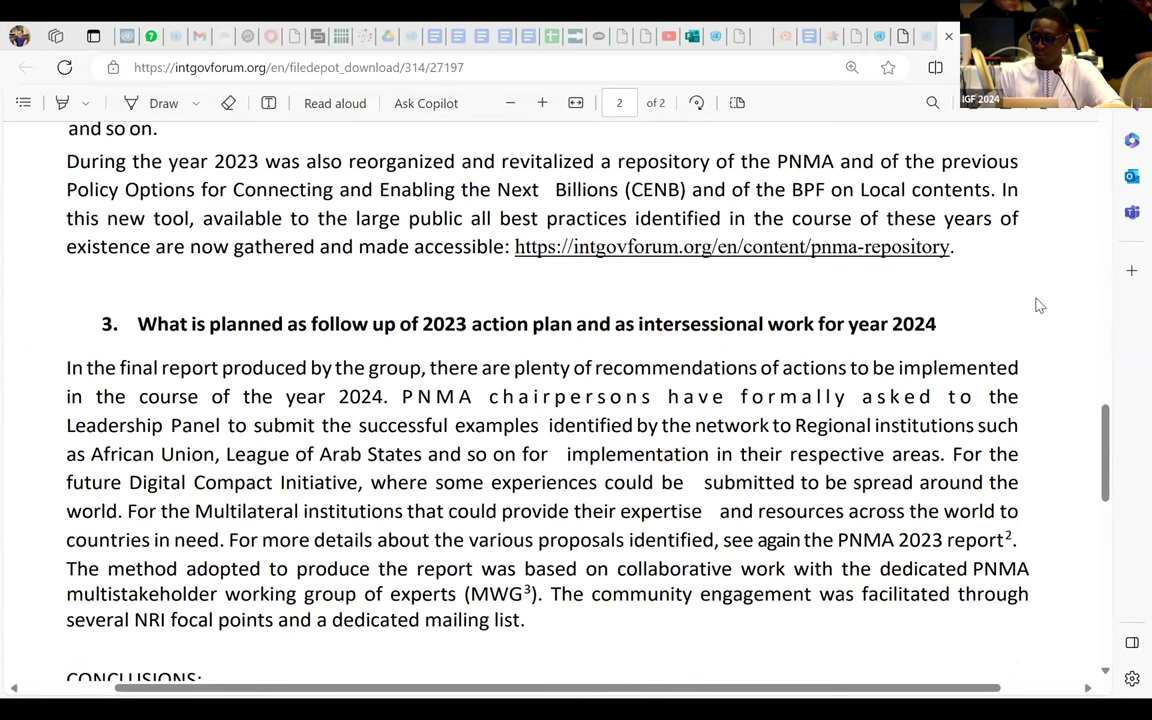 https://intgovforum.org/en/filedepot_download/314/27197
Draw
Read aloud
Ask Copilot
2 of 2
IGF 2024
and so on.
During the year 2023 was also reorganized and revitalized a repository of the PNMA and of the previous
Policy Options for Connecting and Enabling the Next Billions (CENB) and of the BPF on Local contents. In
this new tool, available to the large public all best practices identified in the course of these years of
existence are now gathered and made accessible: https://intgovforum.org/en/content/pnma-repository.
3. What is planned as follow up of 2023 action plan and as intersessional work for year 2024
In the final report produced by the group, there are plenty of recommendations of actions to be implemented
in the course of the year 2024. PNMA chairpersons have formally asked to the
Leadership Panel to submit the successful examples identified by the network to Regional institutions such
as African Union, League of Arab States and so on for implementation in their respective areas. For the
future Digital Compact Initiative, where some experiences could be submitted to be spread around the
world. For the Multilateral institutions that could provide their expertise and resources across the world to
countries in need. For more details about the various proposals identified, see again the PNMA 2023 report².
The method adopted to produce the report was based on collaborative work with the dedicated PNMA
multistakeholder working group of experts (MWG³). The community engagement was facilitated through
several NRI focal points and a dedicated mailing list.
CONCLUSIONS: